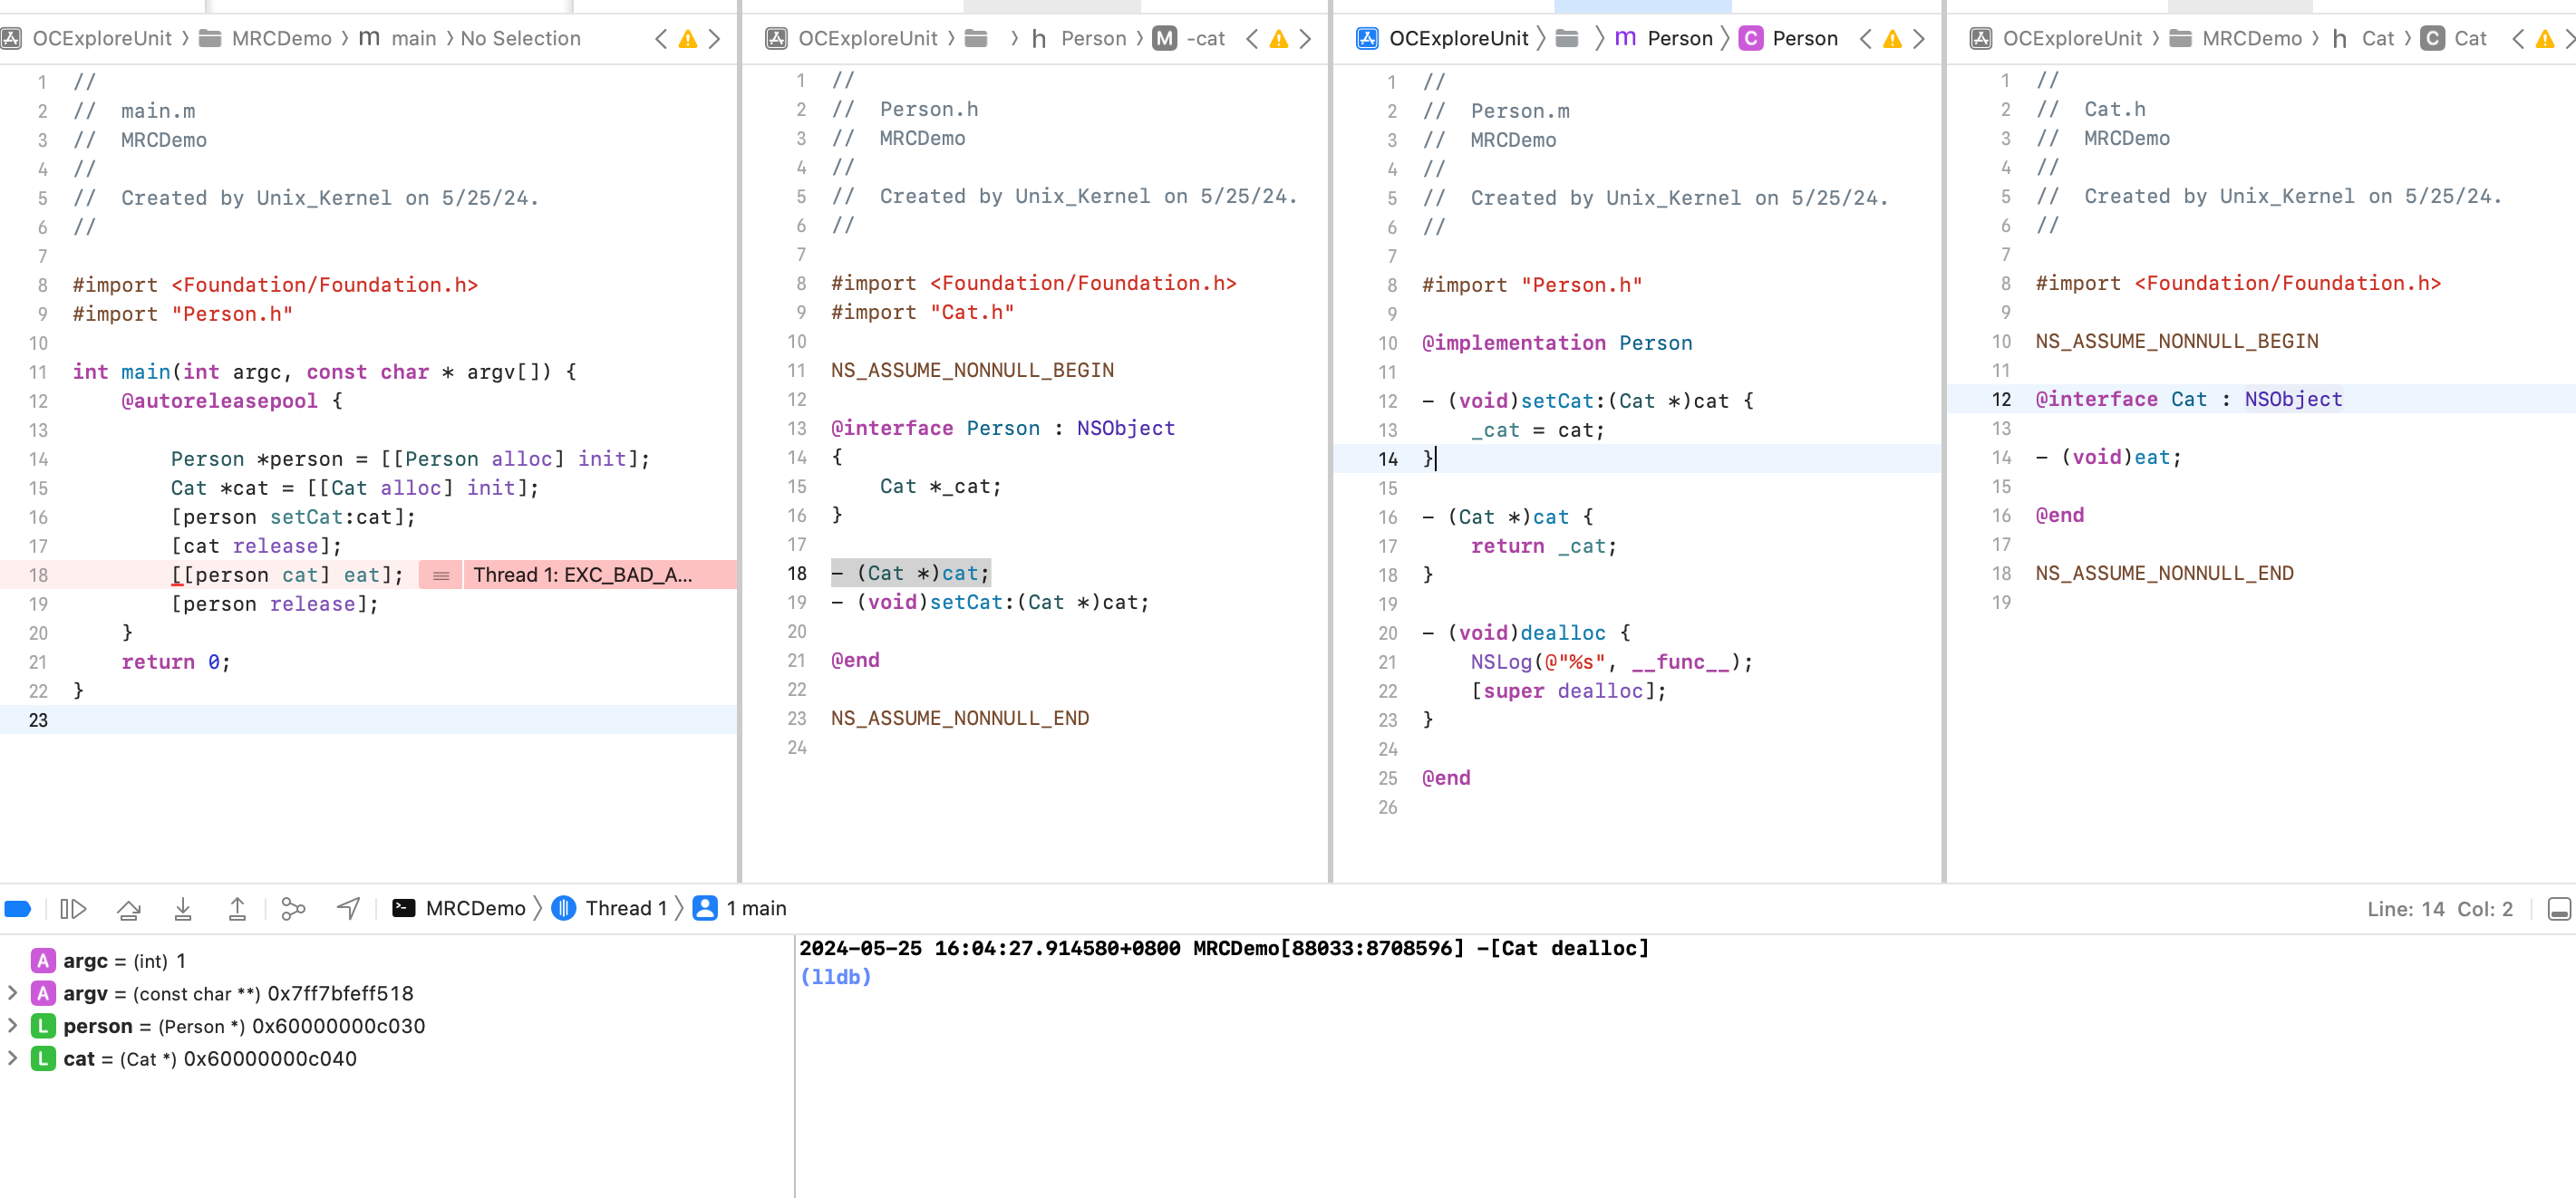 OCExploreUnit MRCDemo m main No Selection
1 //
2 //  main.m
3 //  MRCDemo
4 //
5 //  Created by Unix_Kernel on 5/25/24.
6 //
7
8 #import <Foundation/Foundation.h>
9 #import "Person.h"
10
11 int main(int argc, const char * argv[]) {
12     @autoreleasepool {
13
14         Person *person = [[Person alloc] init];
15         Cat *cat = [[Cat alloc] init];
16         [person setCat:cat];
17         [cat release];
18         [[person cat] eat]; Thread 1: EXC_BAD_A...
19         [person release];
20     }
21     return 0;
22 }
23
OCExploreUnit h Person M -cat
1 //
2 //  Person.h
3 //  MRCDemo
4 //
5 //  Created by Unix_Kernel on 5/25/24.
6 //
7
8 #import <Foundation/Foundation.h>
9 #import "Cat.h"
10
11 NS_ASSUME_NONNULL_BEGIN
12
13 @interface Person : NSObject
14 {
15     Cat *_cat;
16 }
17
18 - (Cat *)cat;
19 - (void)setCat:(Cat *)cat;
20
21 @end
22
23 NS_ASSUME_NONNULL_END
24
OCExploreUnit m Person C Person
1 //
2 //  Person.m
3 //  MRCDemo
4 //
5 //  Created by Unix_Kernel on 5/25/24.
6 //
7
8 #import "Person.h"
9
10 @implementation Person
11
12 - (void)setCat:(Cat *)cat {
13     _cat = cat;
14 }
15
16 - (Cat *)cat {
17     return _cat;
18 }
19
20 - (void)dealloc {
21     NSLog(@"%s", __func__);
22     [super dealloc];
23 }
24
25 @end
26
OCExploreUnit MRCDemo h Cat C Cat
1 //
2 //  Cat.h
3 //  MRCDemo
4 //
5 //  Created by Unix_Kernel on 5/25/24.
6 //
7
8 #import <Foundation/Foundation.h>
9
10 NS_ASSUME_NONNULL_BEGIN
11
12 @interface Cat : NSObject
13
14 - (void)eat;
15
16 @end
17
18 NS_ASSUME_NONNULL_END
19
MRCDemo Thread 1 1 main Line: 14 Col: 2
A argc = (int) 1
A argv = (const char **) 0x7ff7bfeff518
L person = (Person *) 0x60000000c030
L cat = (Cat *) 0x60000000c040
2024-05-25 16:04:27.914580+0800 MRCDemo[88033:8708596] -[Cat dealloc]
(lldb)